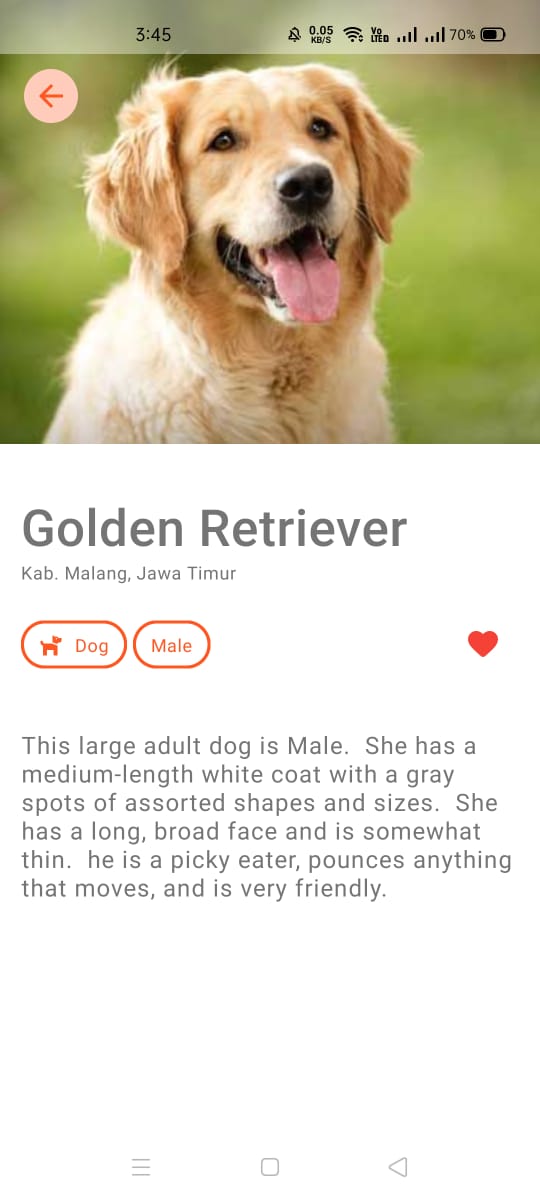 3:45 0.05 KB/S Vo LTED 70%
Golden Retriever
Kab. Malang, Jawa Timur
Dog Male
This large adult dog is Male.  She has a
medium-length white coat with a gray
spots of assorted shapes and sizes.  She
has a long, broad face and is somewhat
thin.  he is a picky eater, pounces anything
that moves, and is very friendly.